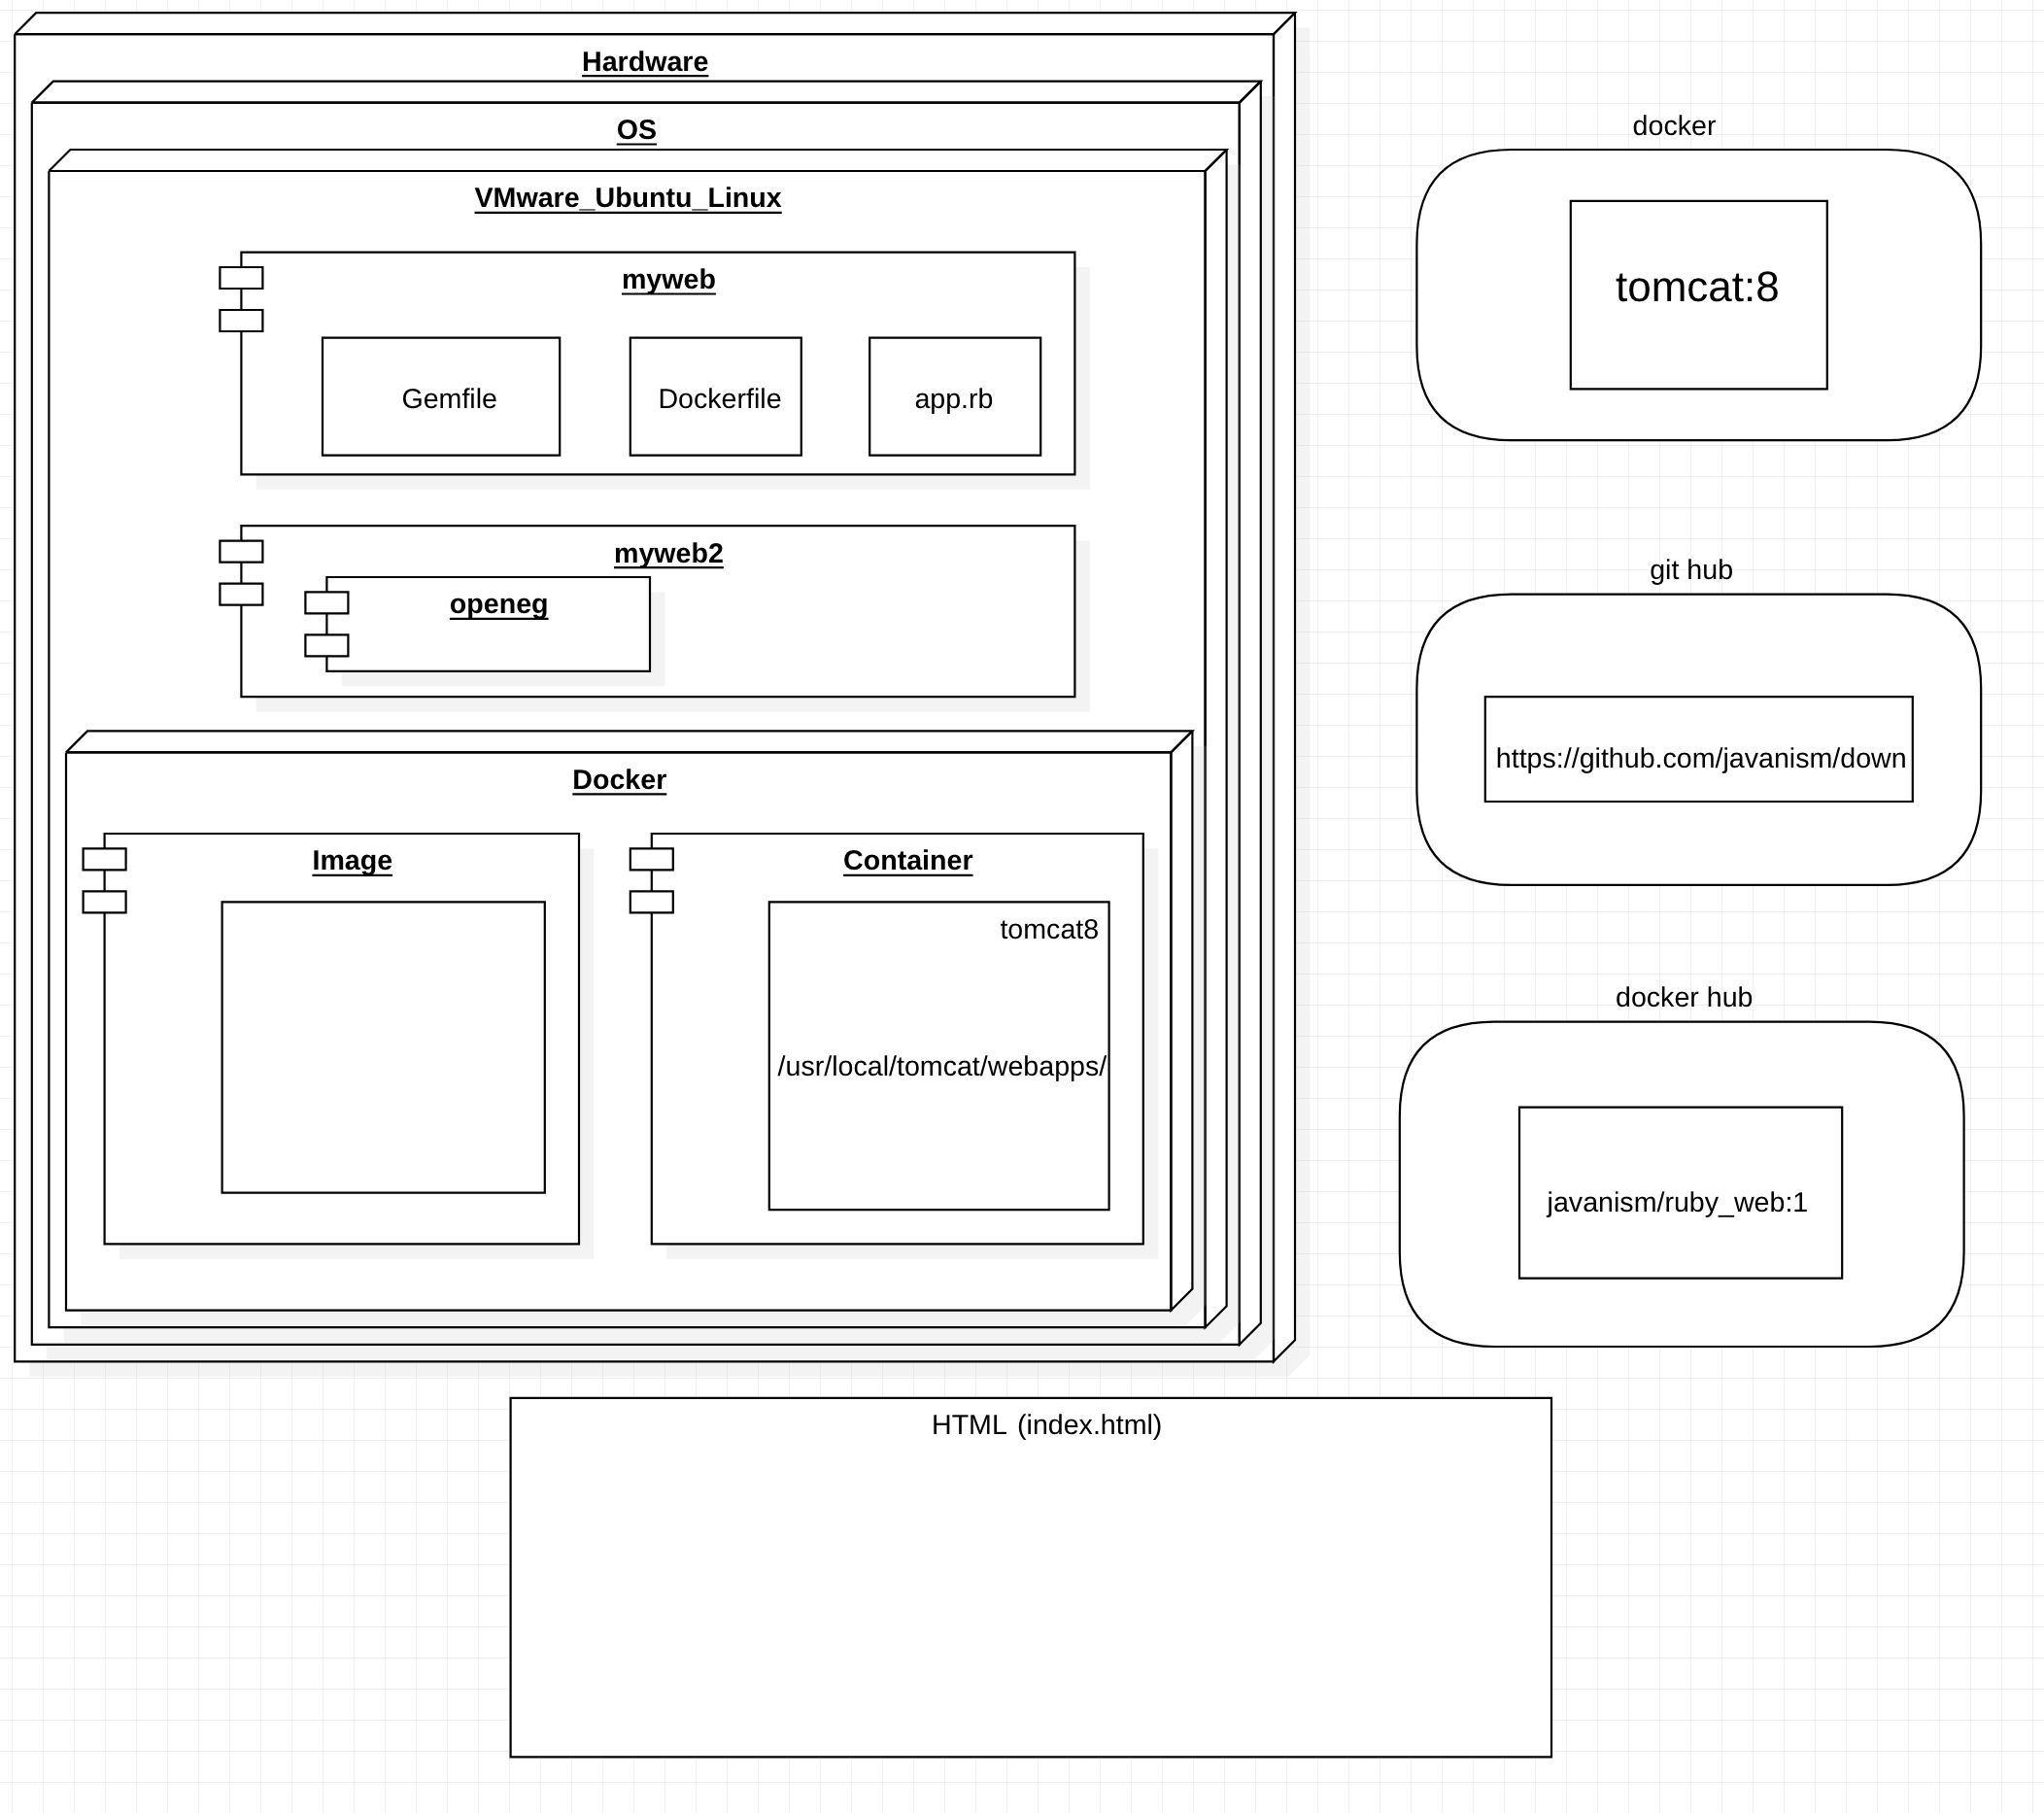 Hardware
OS
VMware_Ubuntu_Linux
myweb
Gemfile
Dockerfile
app.rb
myweb2
openeg
Docker
Image
Container
tomcat8
/usr/local/tomcat/webapps/
docker
tomcat:8
git hub
https://github.com/javanism/down
docker hub
javanism/ruby_web:1
HTML (index.html)